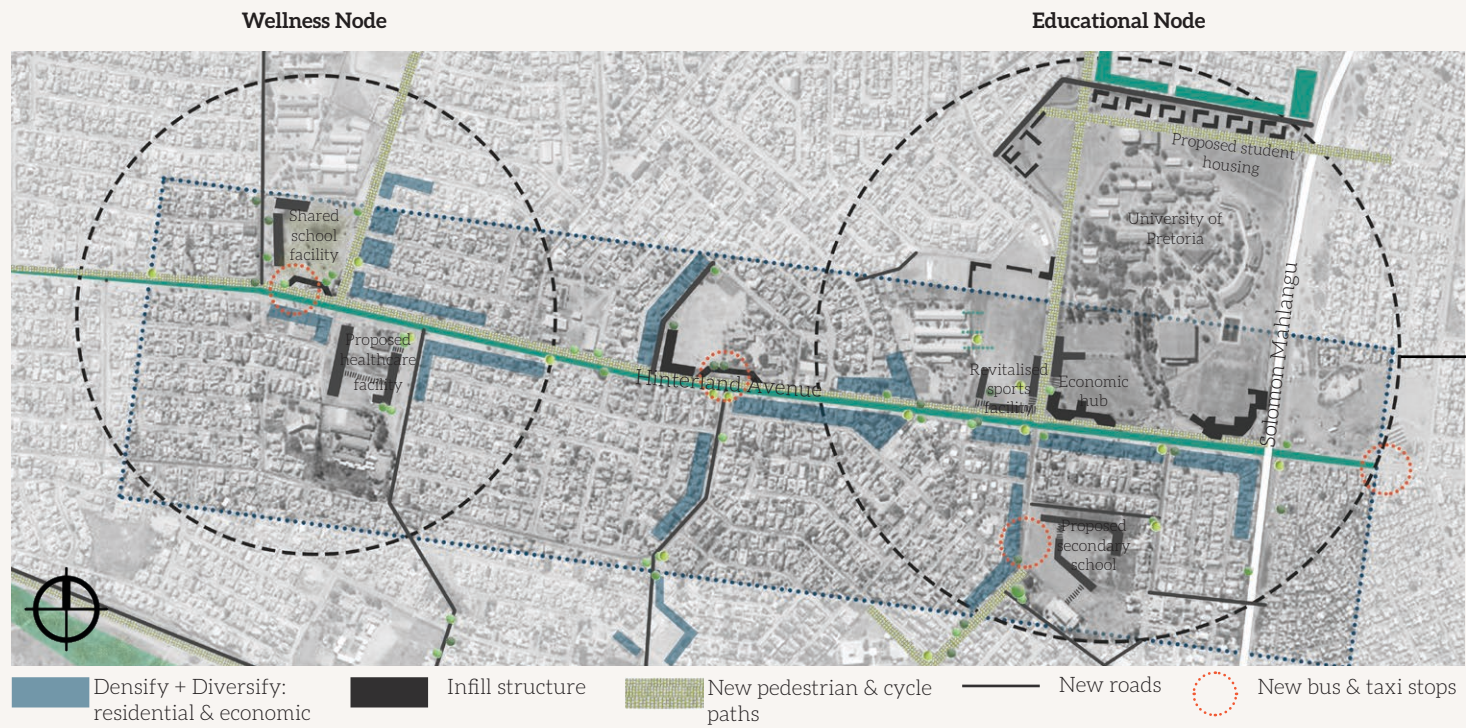 Wellness Node
Educational Node
Proposed student
housing
Shared
school
facility
University of
Pretoria
Solomon Mahlangu
Proposed
healthcare
facility
Hinterland Avenue
Revitalised
sports
facility
Economic
hub
Proposed
secondary
school
Densify + Diversify:
residential & economic
Infill structure
New pedestrian & cycle
paths
New roads
New bus & taxi stops